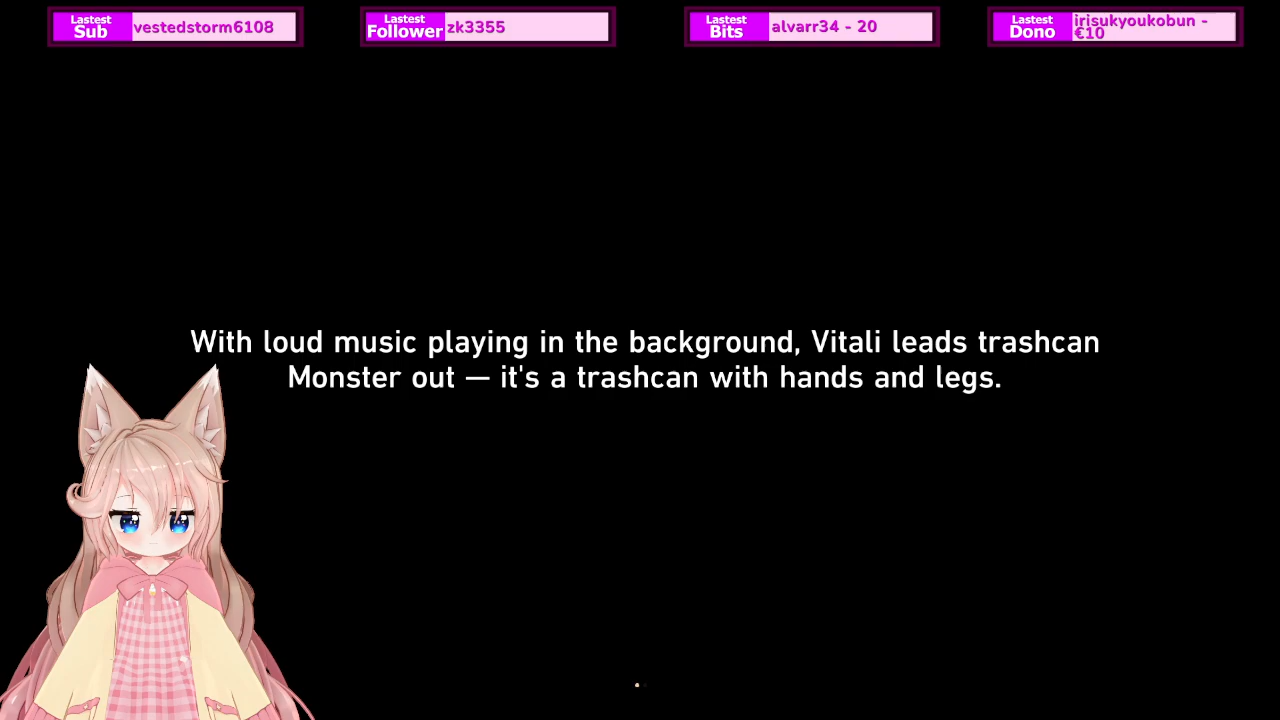 Lastest
Sub
vestedstorm6108
Lastest
Follower
zk3355
Lastest
Bits
alvarr34 - 20
Lastest
Dono
irisukyoukobun -
€10
With loud music playing in the background, Vitali leads trashcan
Monster out — it's a trashcan with hands and legs.